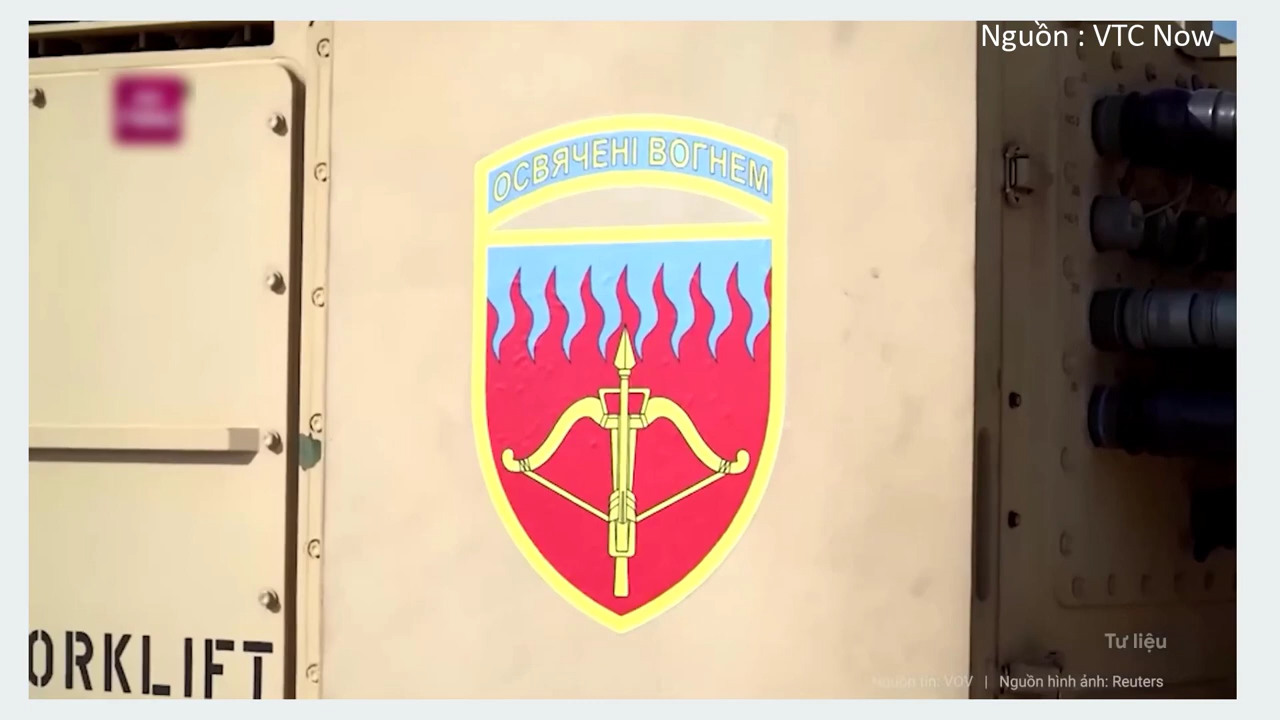 Nguồn : VTC Now
ОСВЯЧЕНІ ВОГНЕМ
ORKLIFT
Tư liệu
Nguồn tin: VOV | Nguồn hình ảnh: Reuters